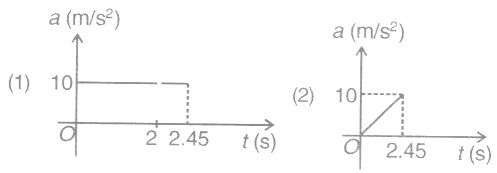 a (m/s²)
(1) 10
O 2 2.45 t (s)
a (m/s²)
(2) 10
O 2.45 t (s)